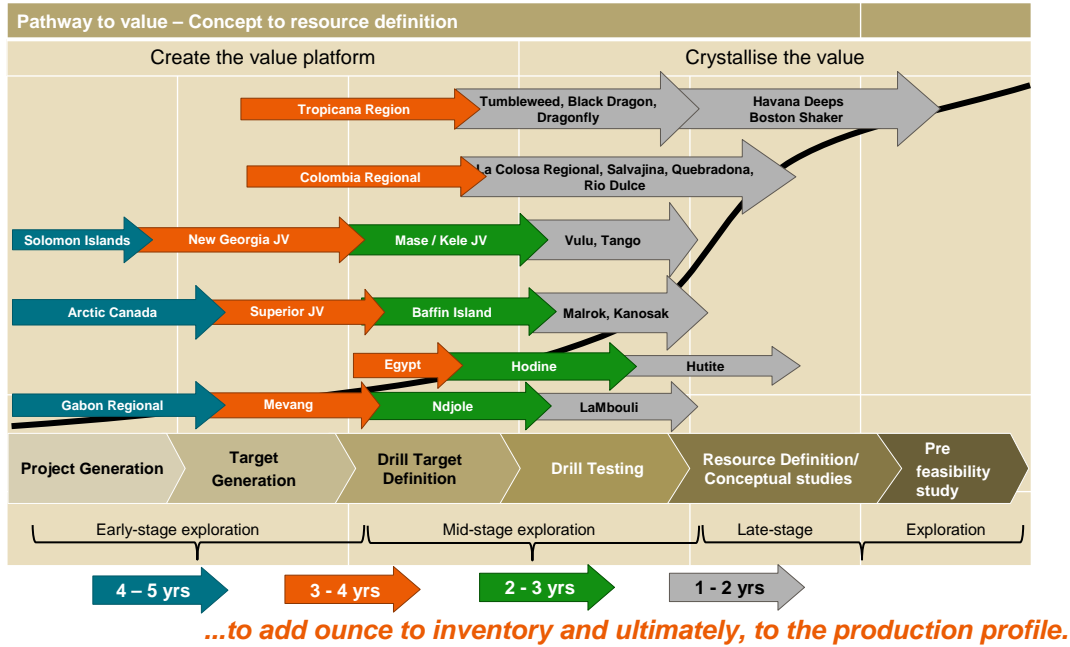 Pathway to value – Concept to resource definition
Create the value platform
Crystallise the value
Tropicana Region
Tumbleweed, Black Dragon,
Dragonfly
Havana Deeps
Boston Shaker
Colombia Regional
La Colosa Regional, Salvajina, Quebradona,
Rio Dulce
Solomon Islands
New Georgia JV
Mase / Kele JV
Vulu, Tango
Arctic Canada
Superior JV
Baffin Island
Malrok, Kanosak
Egypt
Hodine
Hutite
Gabon Regional
Mevang
Ndjole
LaMbouli
Project Generation
Target
Generation
Drill Target
Definition
Drill Testing
Resource Definition/
Conceptual studies
Pre
feasibility
study
Early-stage exploration
Mid-stage exploration
Late-stage
Exploration
4 – 5 yrs
3 - 4 yrs
2 - 3 yrs
1 - 2 yrs
...to add ounce to inventory and ultimately, to the production profile.